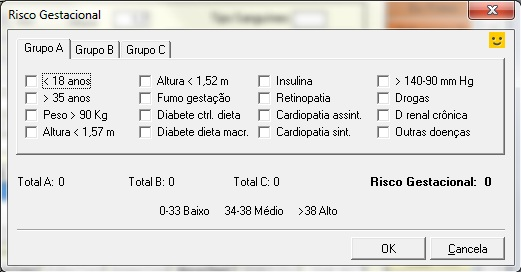 Risco Gestacional
Grupo A Grupo B Grupo C
< 18 anos Altura < 1,52 m Insulina > 140-90 mm Hg
> 35 anos Fumo gestação Retinopatia Drogas
Peso > 90 Kg Diabete ctrl. dieta Cardiopatia assint. D renal crônica
Altura < 1,57 m Diabete dieta macr. Cardiopatia sint. Outras doenças
Total A: 0 Total B: 0 Total C: 0 Risco Gestacional: 0
0-33 Baixo 34-38 Médio >38 Alto
OK Cancela